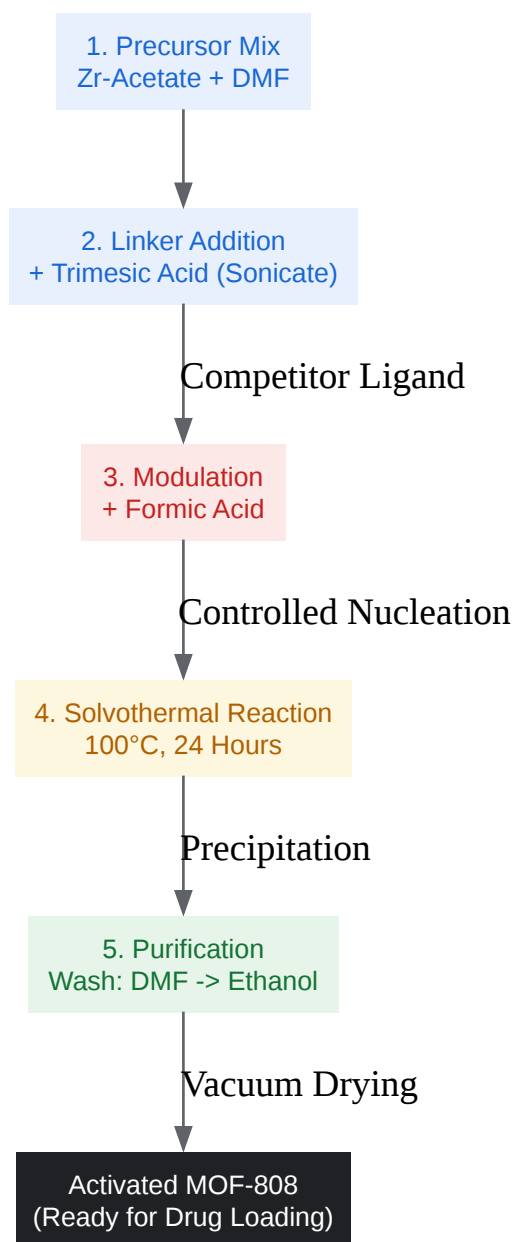 1. Precursor Mix
Zr-Acetate + DMF
2. Linker Addition
+ Trimesic Acid (Sonicate)
Competitor Ligand
3. Modulation
+ Formic Acid
Controlled Nucleation
4. Solvothermal Reaction
100°C, 24 Hours
Precipitation
5. Purification
Wash: DMF -> Ethanol
Vacuum Drying
Activated MOF-808
(Ready for Drug Loading)